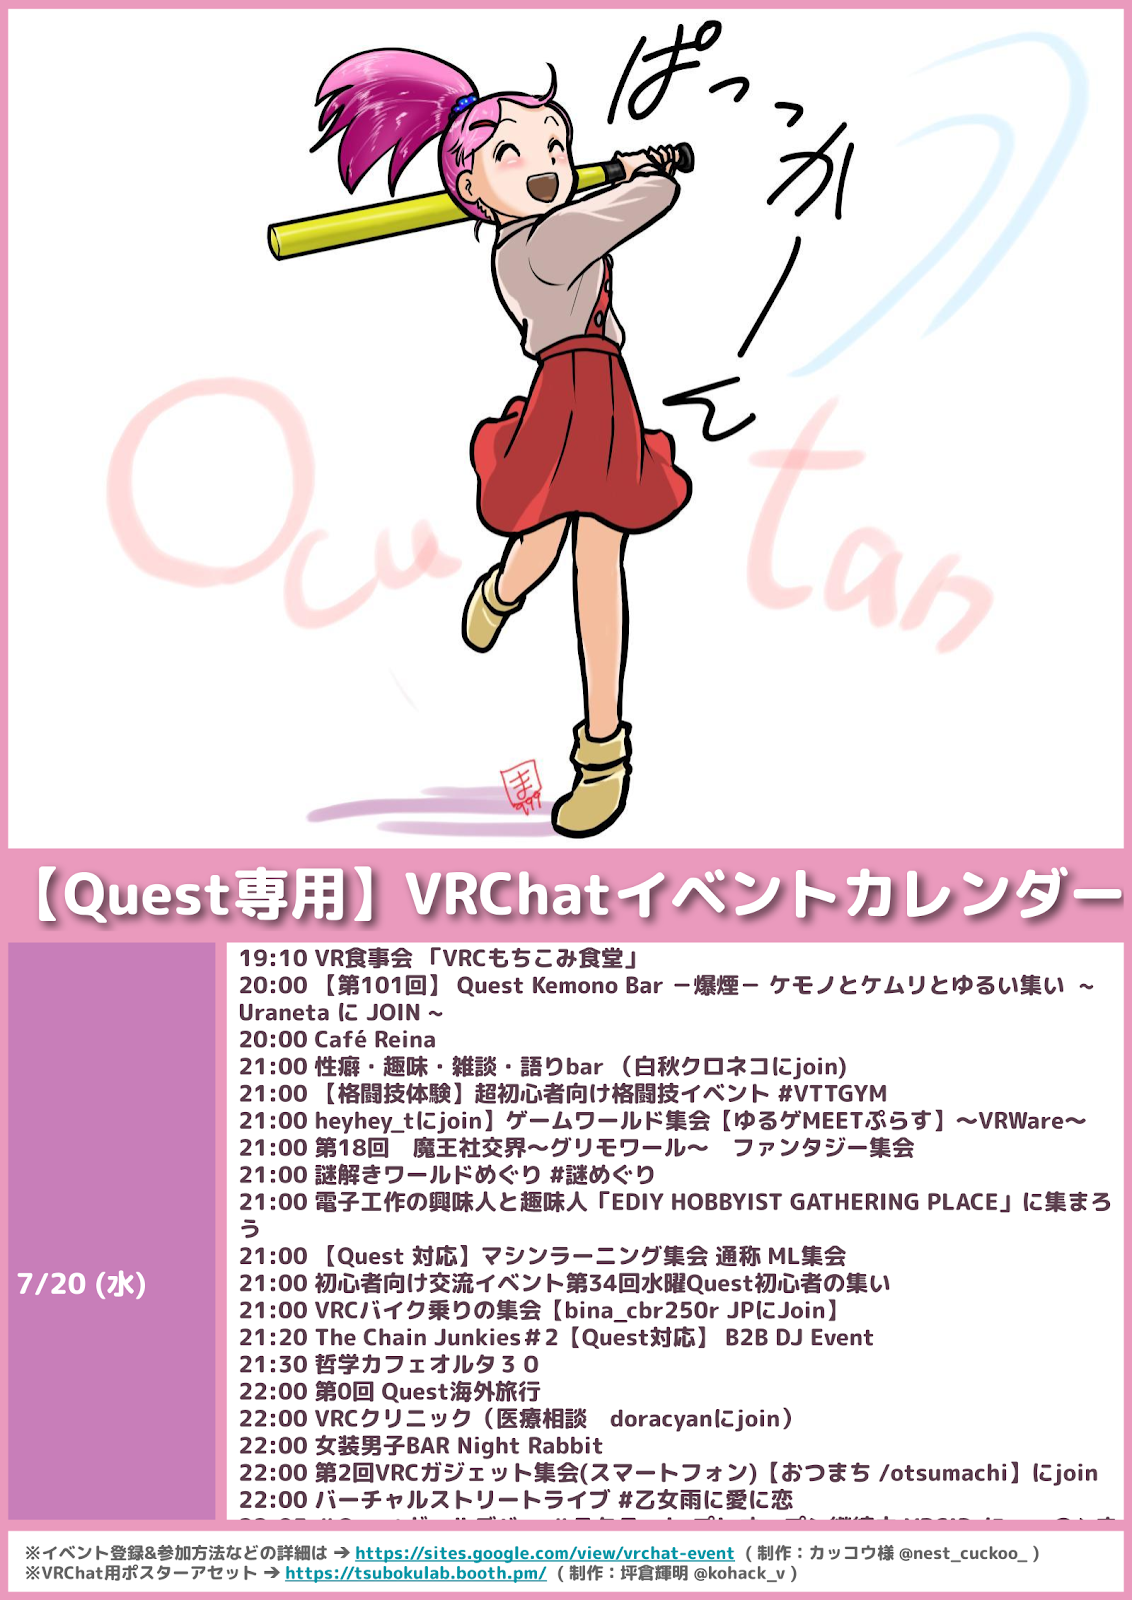 ぱっっかーん
Ocu tan
ま
999
【Quest専用】VRChatイベントカレンダー
7/20 (水)
19:10 VR食事会 「VRCもちこみ食堂」
20:00 【第101回】 Quest Kemono Bar －爆煙－ ケモノとケムリとゆるい集い ～
Uraneta に JOIN ～
20:00 Café Reina
21:00 性癖・趣味・雑談・語りbar （白秋クロネコにjoin)
21:00 【格闘技体験】超初心者向け格闘技イベント #VTTGYM
21:00 heyhey_tにjoin】ゲームワールド集会【ゆるゲMEETぷらす】～VRWare～
21:00 第18回　魔王社交界～グリモワール～　ファンタジー集会
21:00 謎解きワールドめぐり #謎めぐり
21:00 電子工作の興味人と趣味人「EDIY HOBBYIST GATHERING PLACE」に集まろ
う
21:00 【Quest 対応】マシンラーニング集会 通称 ML集会
21:00 初心者向け交流イベント第34回水曜Quest初心者の集い
21:00 VRCバイク乗りの集会【bina_cbr250r JPにJoin】
21:20 The Chain Junkies＃2【Quest対応】 B2B DJ Event
21:30 哲学カフェオルタ３０
22:00 第0回 Quest海外旅行
22:00 VRCクリニック（医療相談　doracyanにjoin）
22:00 女装男子BAR Night Rabbit
22:00 第2回VRCガジェット集会(スマートフォン)【おつまち /otsumachi】にjoin
22:00 バーチャルストリートライブ #乙女雨に愛に恋
※イベント登録&参加方法などの詳細は ➔ https://sites.google.com/view/vrchat-event （ 制作：カッコウ様 @nest_cuckoo_ ）
※VRChat用ポスターアセット ➔ https://tsubokulab.booth.pm/ （ 制作：坪倉輝明 @kohack_v ）